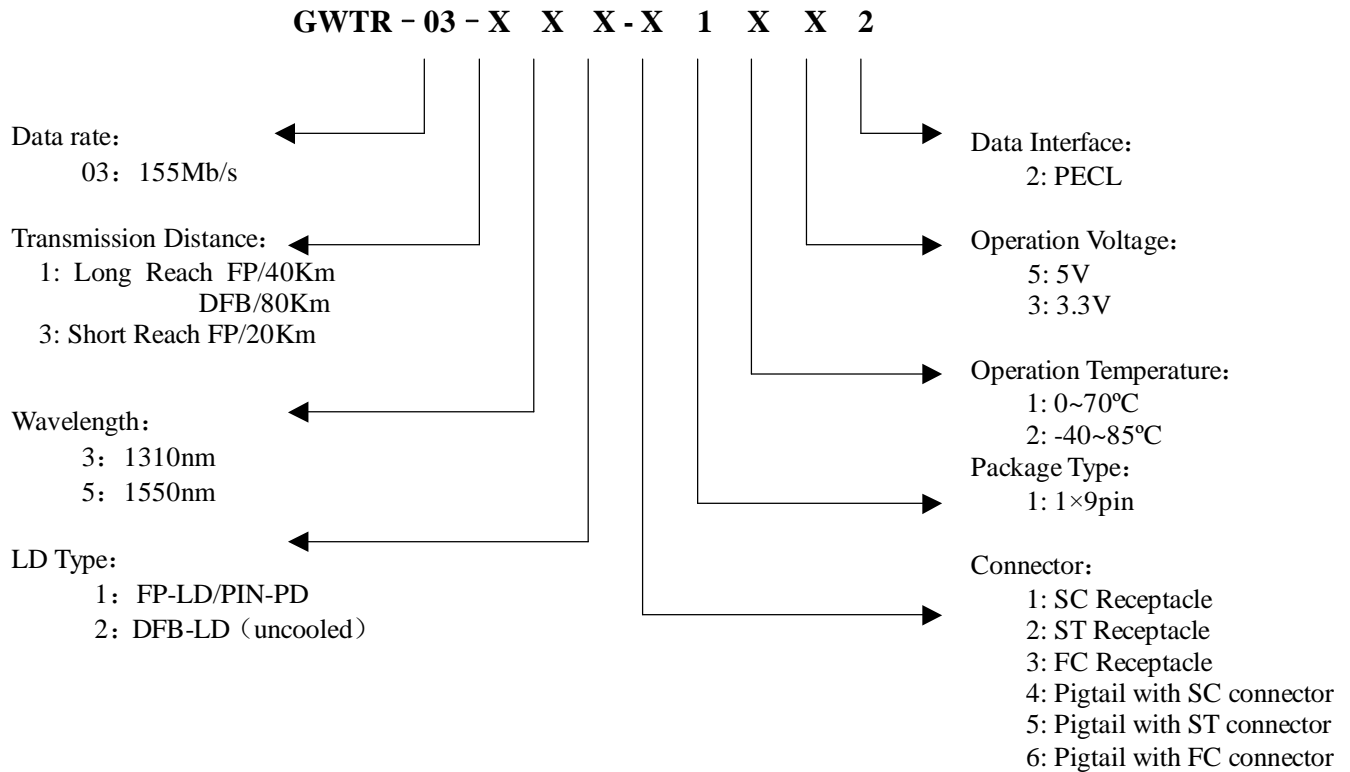 GWTR－03－X X X - X 1 X X 2
Data rate：
03：155Mb/s
Transmission Distance：
1: Long Reach FP/40Km
DFB/80Km
3: Short Reach FP/20Km
Wavelength：
3：1310nm
5：1550nm
LD Type：
1：FP-LD/PIN-PD
2：DFB-LD（uncooled）
Data Interface：
2: PECL
Operation Voltage：
5: 5V
3: 3.3V
Operation Temperature：
1: 0~70ºC
2: -40~85ºC
Package Type：
1: 1×9pin
Connector：
1: SC Receptacle
2: ST Receptacle
3: FC Receptacle
4: Pigtail with SC connector
5: Pigtail with ST connector
6: Pigtail with FC connector